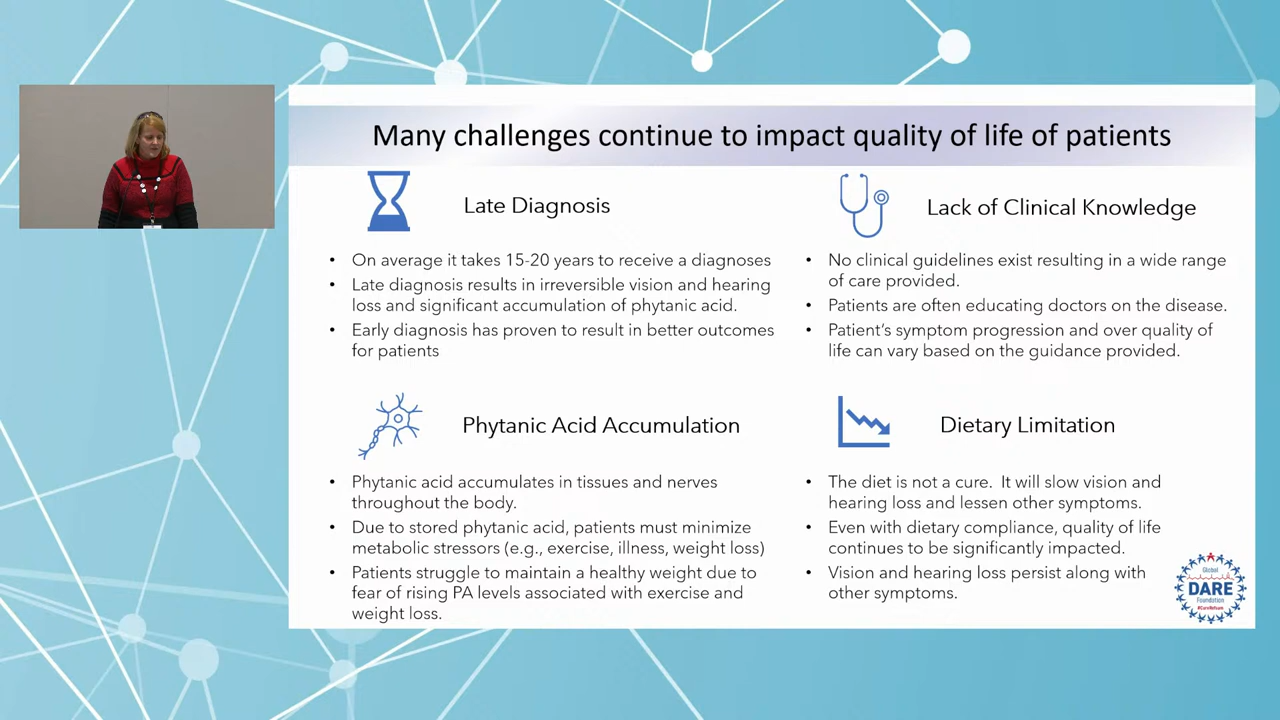 Many challenges continue to impact quality of life of patients
Late Diagnosis
• On average it takes 15-20 years to receive a diagnoses
• Late diagnosis results in irreversible vision and hearing
loss and significant accumulation of phytanic acid.
• Early diagnosis has proven to result in better outcomes
for patients
Lack of Clinical Knowledge
• No clinical guidelines exist resulting in a wide range
of care provided.
• Patients are often educating doctors on the disease.
• Patient's symptom progression and over quality of
life can vary based on the guidance provided.
Phytanic Acid Accumulation
• Phytanic acid accumulates in tissues and nerves
throughout the body.
• Due to stored phytanic acid, patients must minimize
metabolic stressors (e.g., exercise, illness, weight loss)
• Patients struggle to maintain a healthy weight due to
fear of rising PA levels associated with exercise and
weight loss.
Dietary Limitation
• The diet is not a cure. It will slow vision and
hearing loss and lessen other symptoms.
• Even with dietary compliance, quality of life
continues to be significantly impacted.
• Vision and hearing loss persist along with
other symptoms.
Global
DARE
Foundation
#CureRefsum